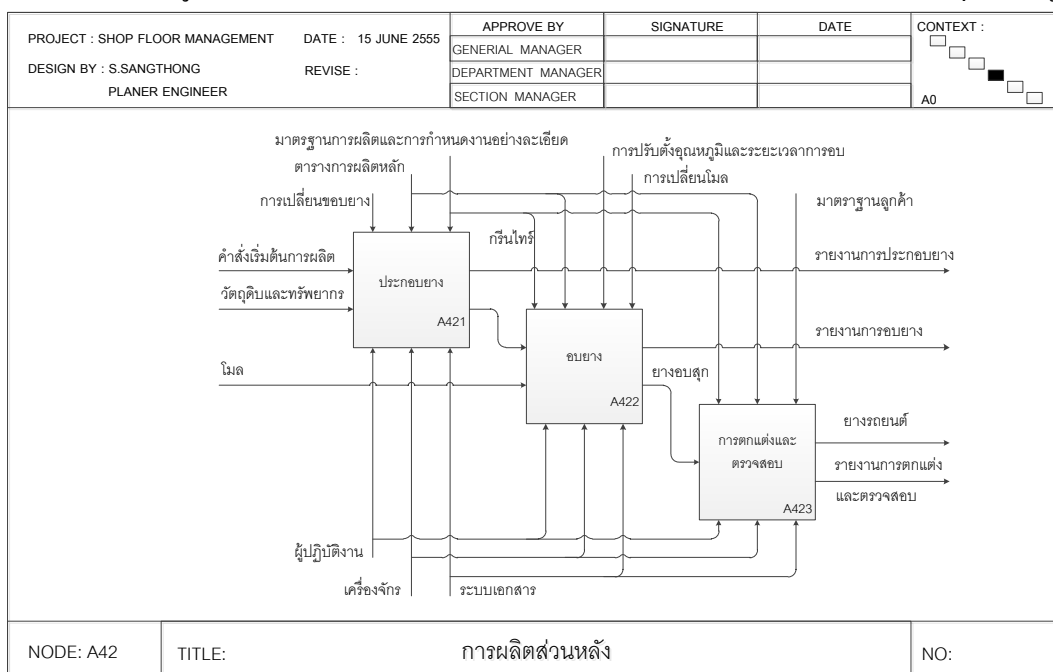 PROJECT : SHOP FLOOR MANAGEMENT DATE : 15 JUNE 2555
DESIGN BY : S.SANGTHONG REVISE :
PLANER ENGINEER
APPROVE BY SIGNATURE DATE
GENERIAL MANAGER
DEPARTMENT MANAGER
SECTION MANAGER
CONTEXT :
A0
มาตรฐานการผลิตและการกำหนดงานอย่างละเอียด
ตารางการผลิตหลัก
การเปลี่ยนขอบยาง
การปรับตั้งอุณหภูมิและระยะเวลาการอบ
การเปลี่ยนโมล
มาตราฐานลูกค้า
กรีนไทร์
คำสั่งเริ่มต้นการผลิต
วัตถุดิบและทรัพยากร
ประกอบยาง
A421
รายงานการประกอบยาง
อบยาง
A422
รายงานการอบยาง
โมล
ยางอบสุก
การตกแต่งและ
ตรวจสอบ
A423
ยางรถยนต์
รายงานการตกแต่ง
และตรวจสอบ
ผู้ปฏิบัติงาน
เครื่องจักร
ระบบเอกสาร
NODE: A42 TITLE: การผลิตส่วนหลัง NO: